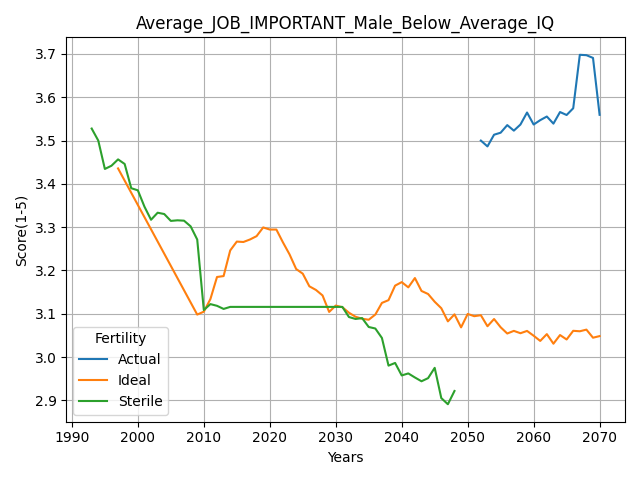 Average_JOB_IMPORTANT_Male_Below_Average_IQ
Score(1-5)
3.7
3.6
3.5
3.4
3.3
3.2
3.1
3.0
2.9
Fertility
Actual
Ideal
Sterile
1990 2000 2010 2020 2030 2040 2050 2060 2070
Years